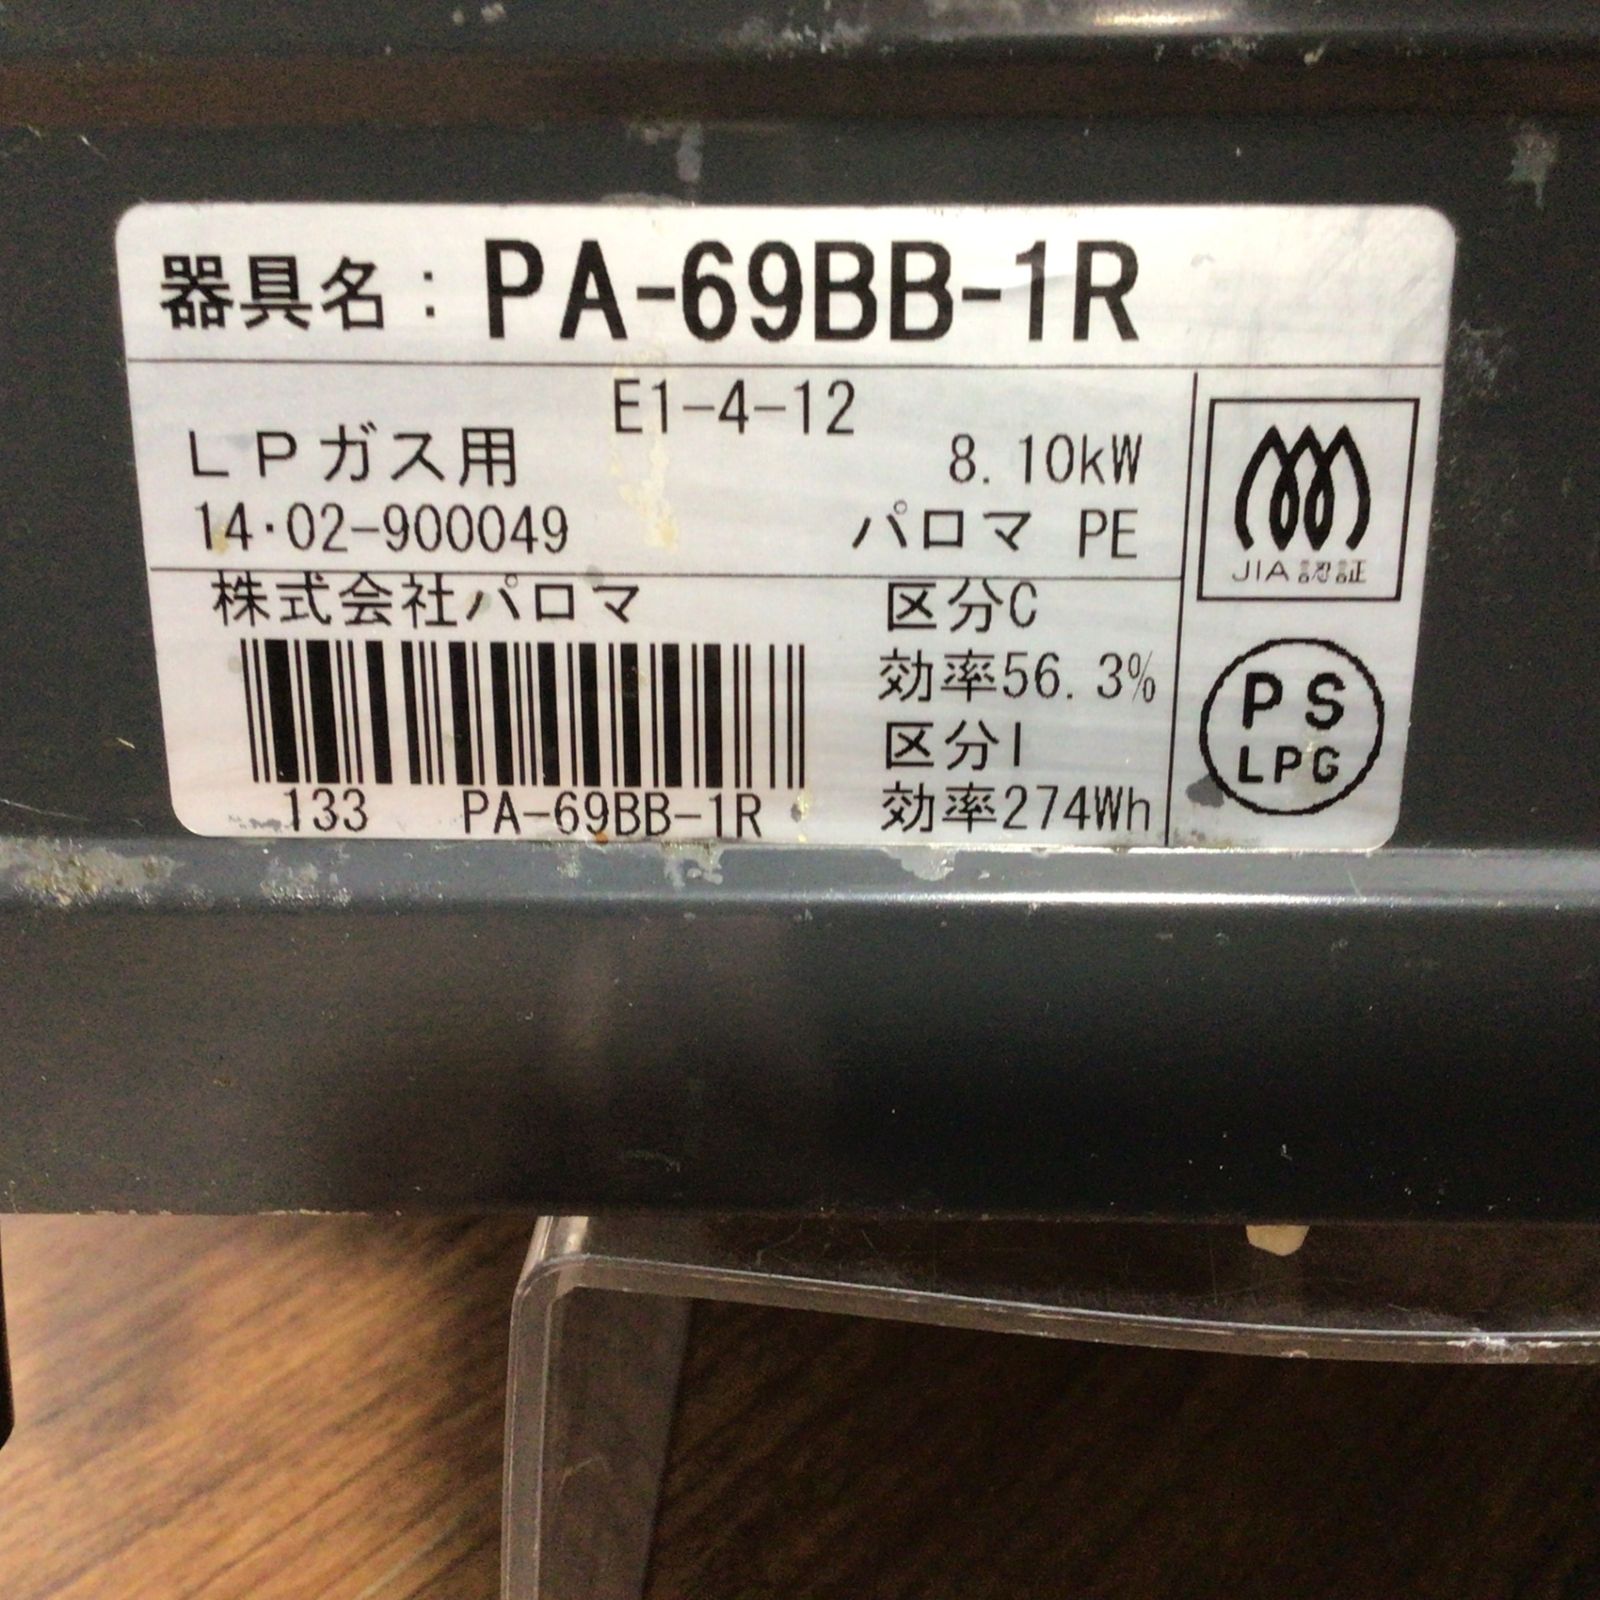 器具名：PA-69BB-1R
E1-4-12
LPガス用 8.10kW
14・02-900049 パロマ PE
株式会社パロマ
区分C
効率56.3%
区分I
効率274Wh
133 PA-69BB-1R
JIA認証
PS
LPG